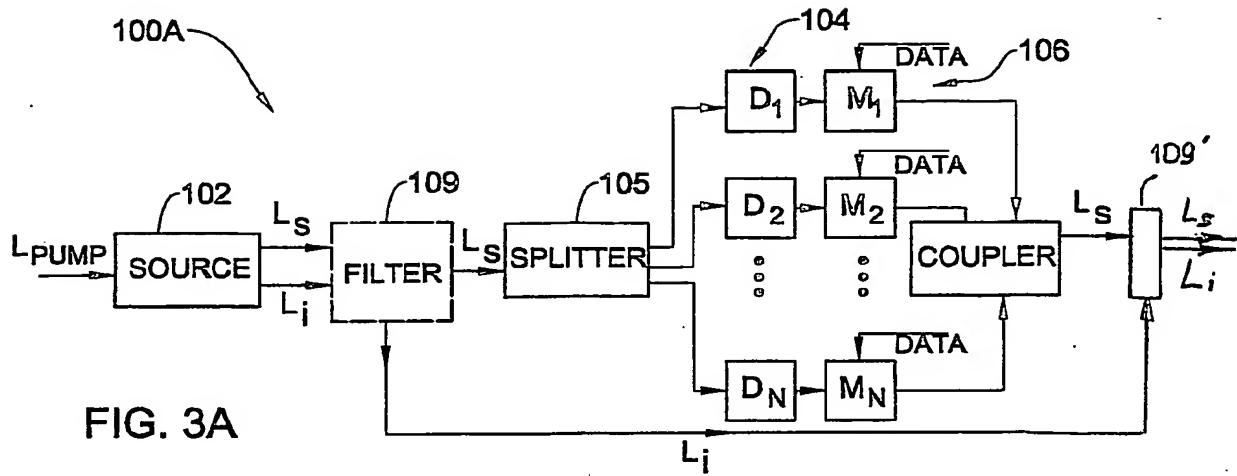 100A
104
DATA
106
D1
M1
109'
102
109
105
DATA
LPUMP
SOURCE
Ls
Li
FILTER
LS
SPLITTER
D2
M2
COUPLER
LS
Ls
Li
DATA
DN
MN
Li
FIG. 3A